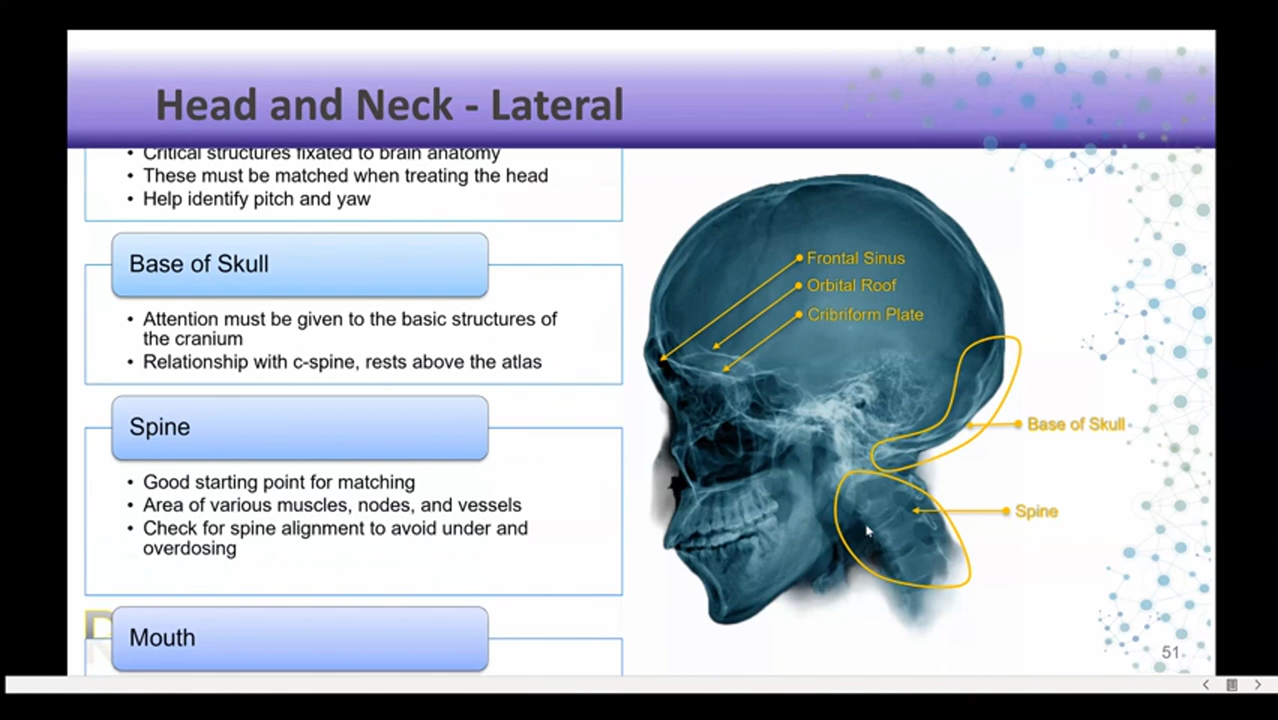 Head and Neck - Lateral
• Critical structures fixated to brain anatomy
• These must be matched when treating the head
• Help identify pitch and yaw
Base of Skull
• Attention must be given to the basic structures of
the cranium
• Relationship with c-spine, rests above the atlas
Spine
• Good starting point for matching
• Area of various muscles, nodes, and vessels
• Check for spine alignment to avoid under and
overdosing
Mouth
Frontal Sinus
Orbital Roof
Cribriform Plate
Base of Skull
Spine
51